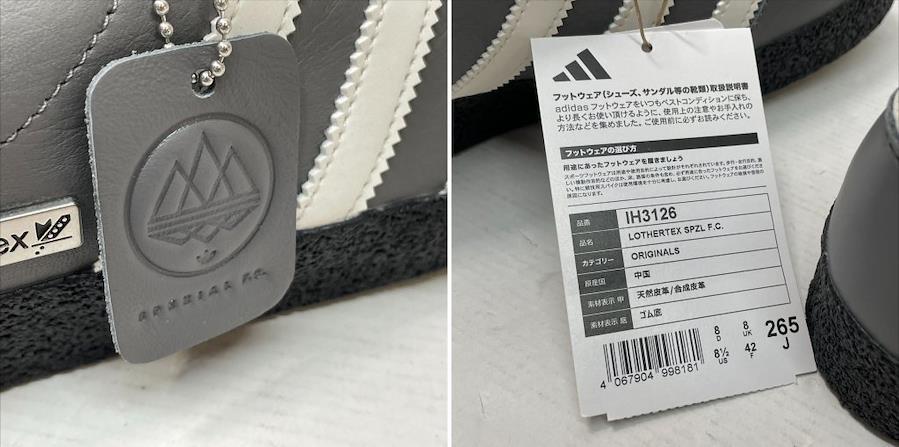 ex
SPEZIAL F.C.
フットウェア(シューズ、サンダル等の靴類)取扱説明書
adidas フットウェアをいつもベストコンディションに保ち、
より長くお使い頂けるように、使用上の注意やお手入れの
方法などを集めました。ご使用前に必ずお読みください。
フットウェアの選び方
用途にあったフットウェアを履きましょう
品番 IH3126
品名 LOTHERTEX SPZL F.C.
カテゴリー ORIGINALS
原産国 中国
素材表示 甲 天然皮革/合成皮革
素材表示 底 ゴム底
8 D 8 UK 265
8½ US 42 F J
4 067904 998181